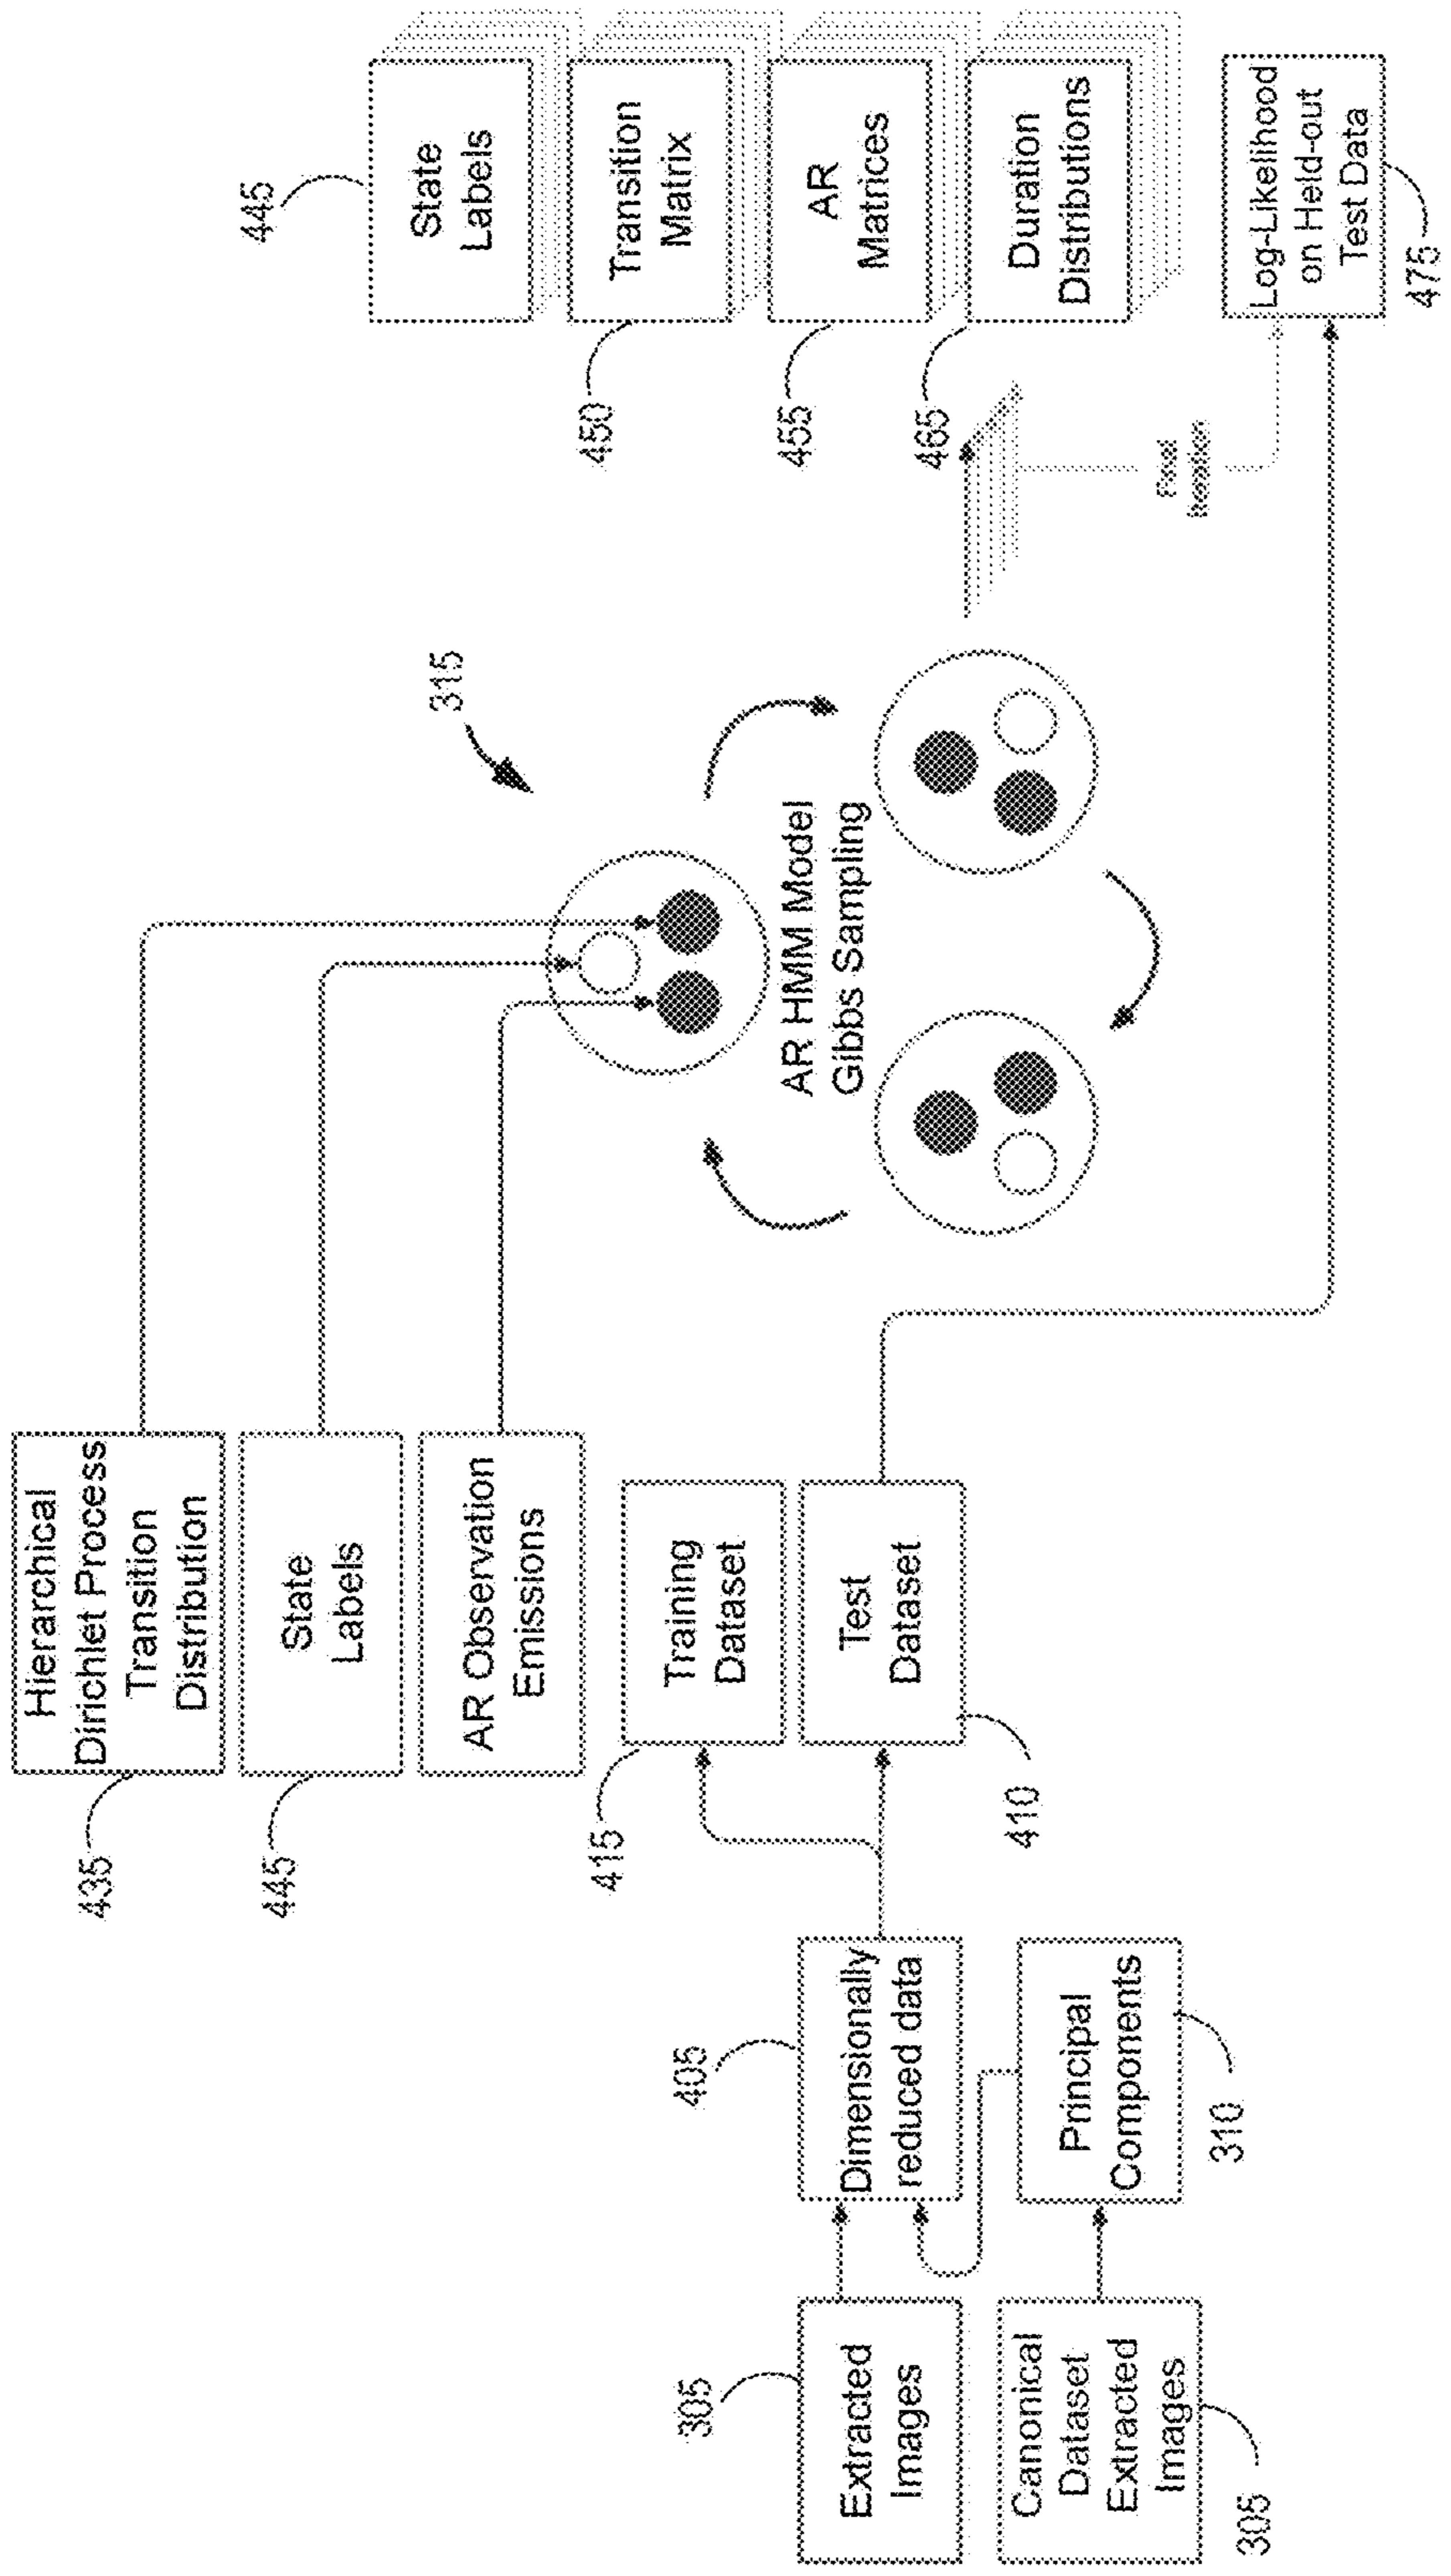 305
Extracted
Images
Canonical
Dataset
Extracted
Images
305
405
Dimensionally
reduced data
Principal
Components
310
435
Hierarchical
Dirichlet Process
Transition
Distribution
445
State
Labels
AR Observation
Emissions
415
Training
Dataset
Test
Dataset
410
315
AR HMM Model
Gibbs Sampling
Final
Iteration
445
State
Labels
450
Transition
Matrix
455
AR
Matrices
465
Duration
Distributions
Log-Likelihood
on Held-out
Test Data
475